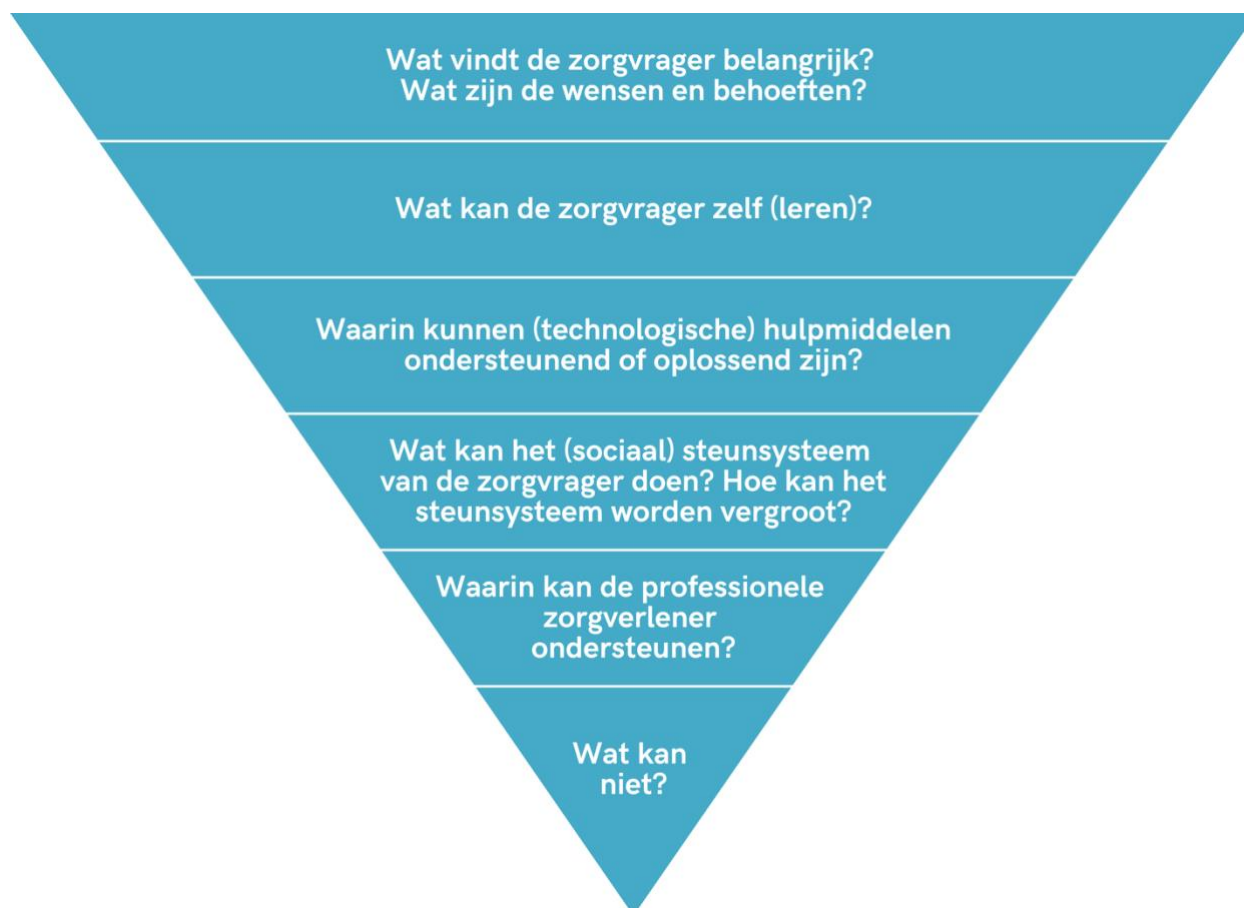 Wat vindt de zorgvrager belangrijk?
Wat zijn de wensen en behoeften?
Wat kan de zorgvrager zelf (leren)?
Waarin kunnen (technologische) hulpmiddelen
ondersteunend of oplossend zijn?
Wat kan het (sociaal) steunsysteem
van de zorgvrager doen? Hoe kan het
steunsysteem worden vergroot?
Waarin kan de professionele
zorgverlener
ondersteunen?
Wat kan
niet?